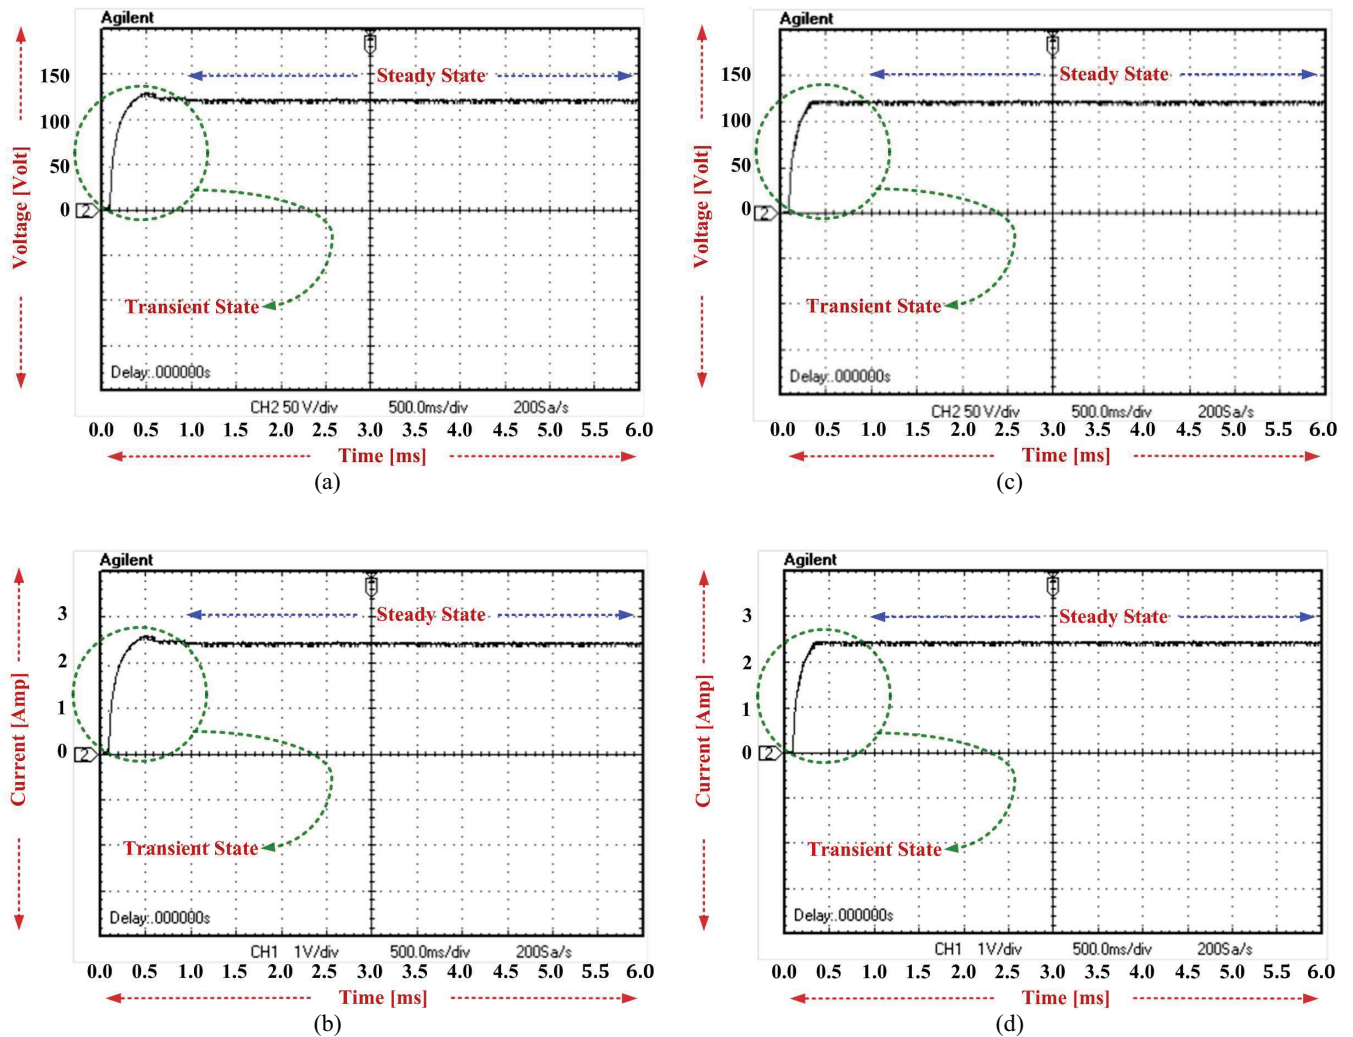 Agilent
Voltage [Volt]
150
100
50
0
2
Steady State
Transient State
Delay:.000000s
CH2 50 V/div 500.0ms/div 200Sa/s
0.0 0.5 1.0 1.5 2.0 2.5 3.0 3.5 4.0 4.5 5.0 5.5 6.0
Time [ms]
(a)
Agilent
Voltage [Volt]
150
100
50
0
2
Steady State
Transient State
Delay:.000000s
CH2 50 V/div 500.0ms/div 200Sa/s
0.0 0.5 1.0 1.5 2.0 2.5 3.0 3.5 4.0 4.5 5.0 5.5 6.0
Time [ms]
(c)
Agilent
Current [Amp]
3
2
1
0
2
Steady State
Transient State
Delay:.000000s
CH1 1V/div 500.0ms/div 200Sa/s
0.0 0.5 1.0 1.5 2.0 2.5 3.0 3.5 4.0 4.5 5.0 5.5 6.0
Time [ms]
(b)
Agilent
Current [Amp]
3
2
1
0
2
Steady State
Transient State
Delay:.000000s
CH1 1V/div 500.0ms/div 200Sa/s
0.0 0.5 1.0 1.5 2.0 2.5 3.0 3.5 4.0 4.5 5.0 5.5 6.0
Time [ms]
(d)